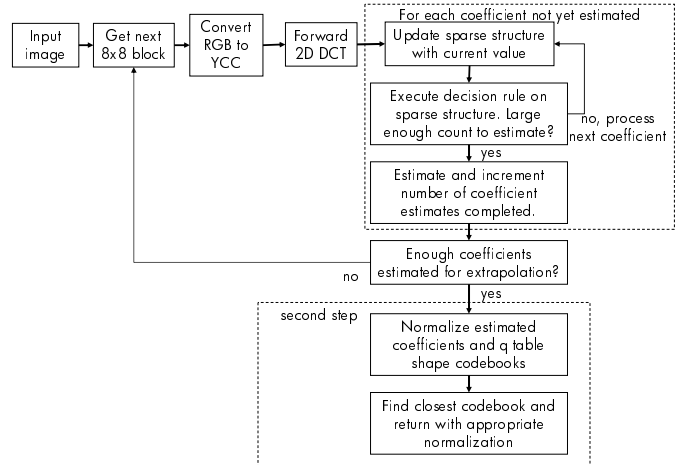 For each coefficient not yet estimated
Input
image
Get next
8x8 block
Convert
RGB to
YCC
Forward
2D DCT
Update sparse structure
with current value
Execute decision rule on
sparse structure. Large
enough count to estimate?
no, process
next coefficient
yes
Estimate and increment
number of coefficient
estimates completed.
Enough coefficients
estimated for extrapolation?
no
yes
second step
Normalize estimated
coefficients and q table
shape codebooks
Find closest codebook and
return with appropriate
normalization